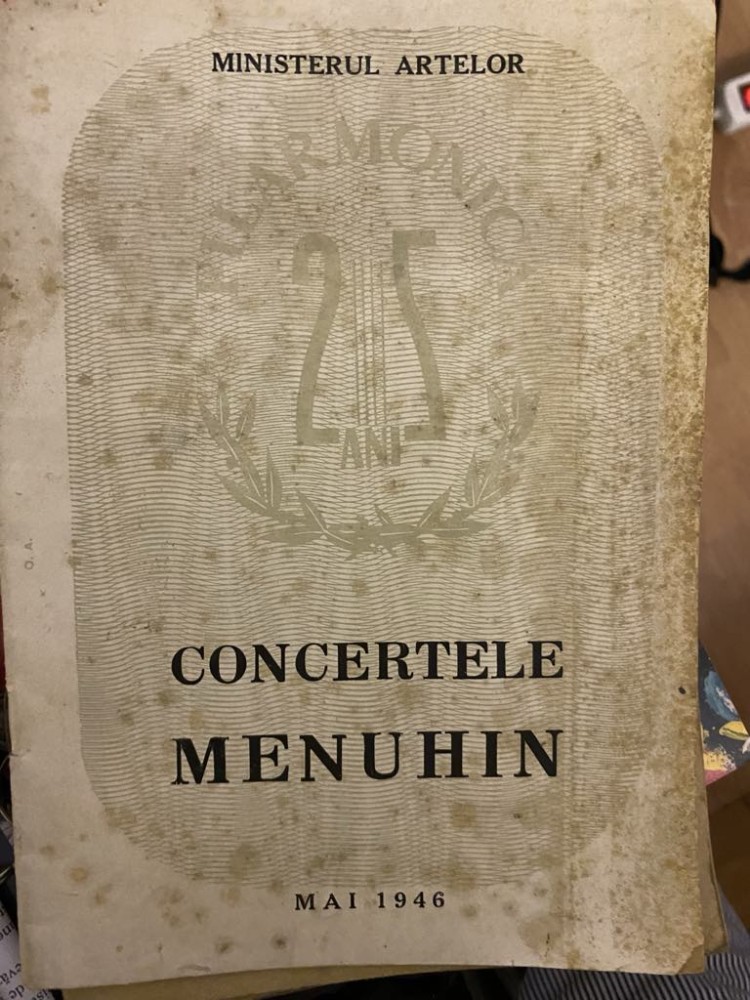 MINISTERUL ARTELOR
FILARMONICA
25
ANI
O. A.
CONCERTELE
MENUHIN
MAI 1946